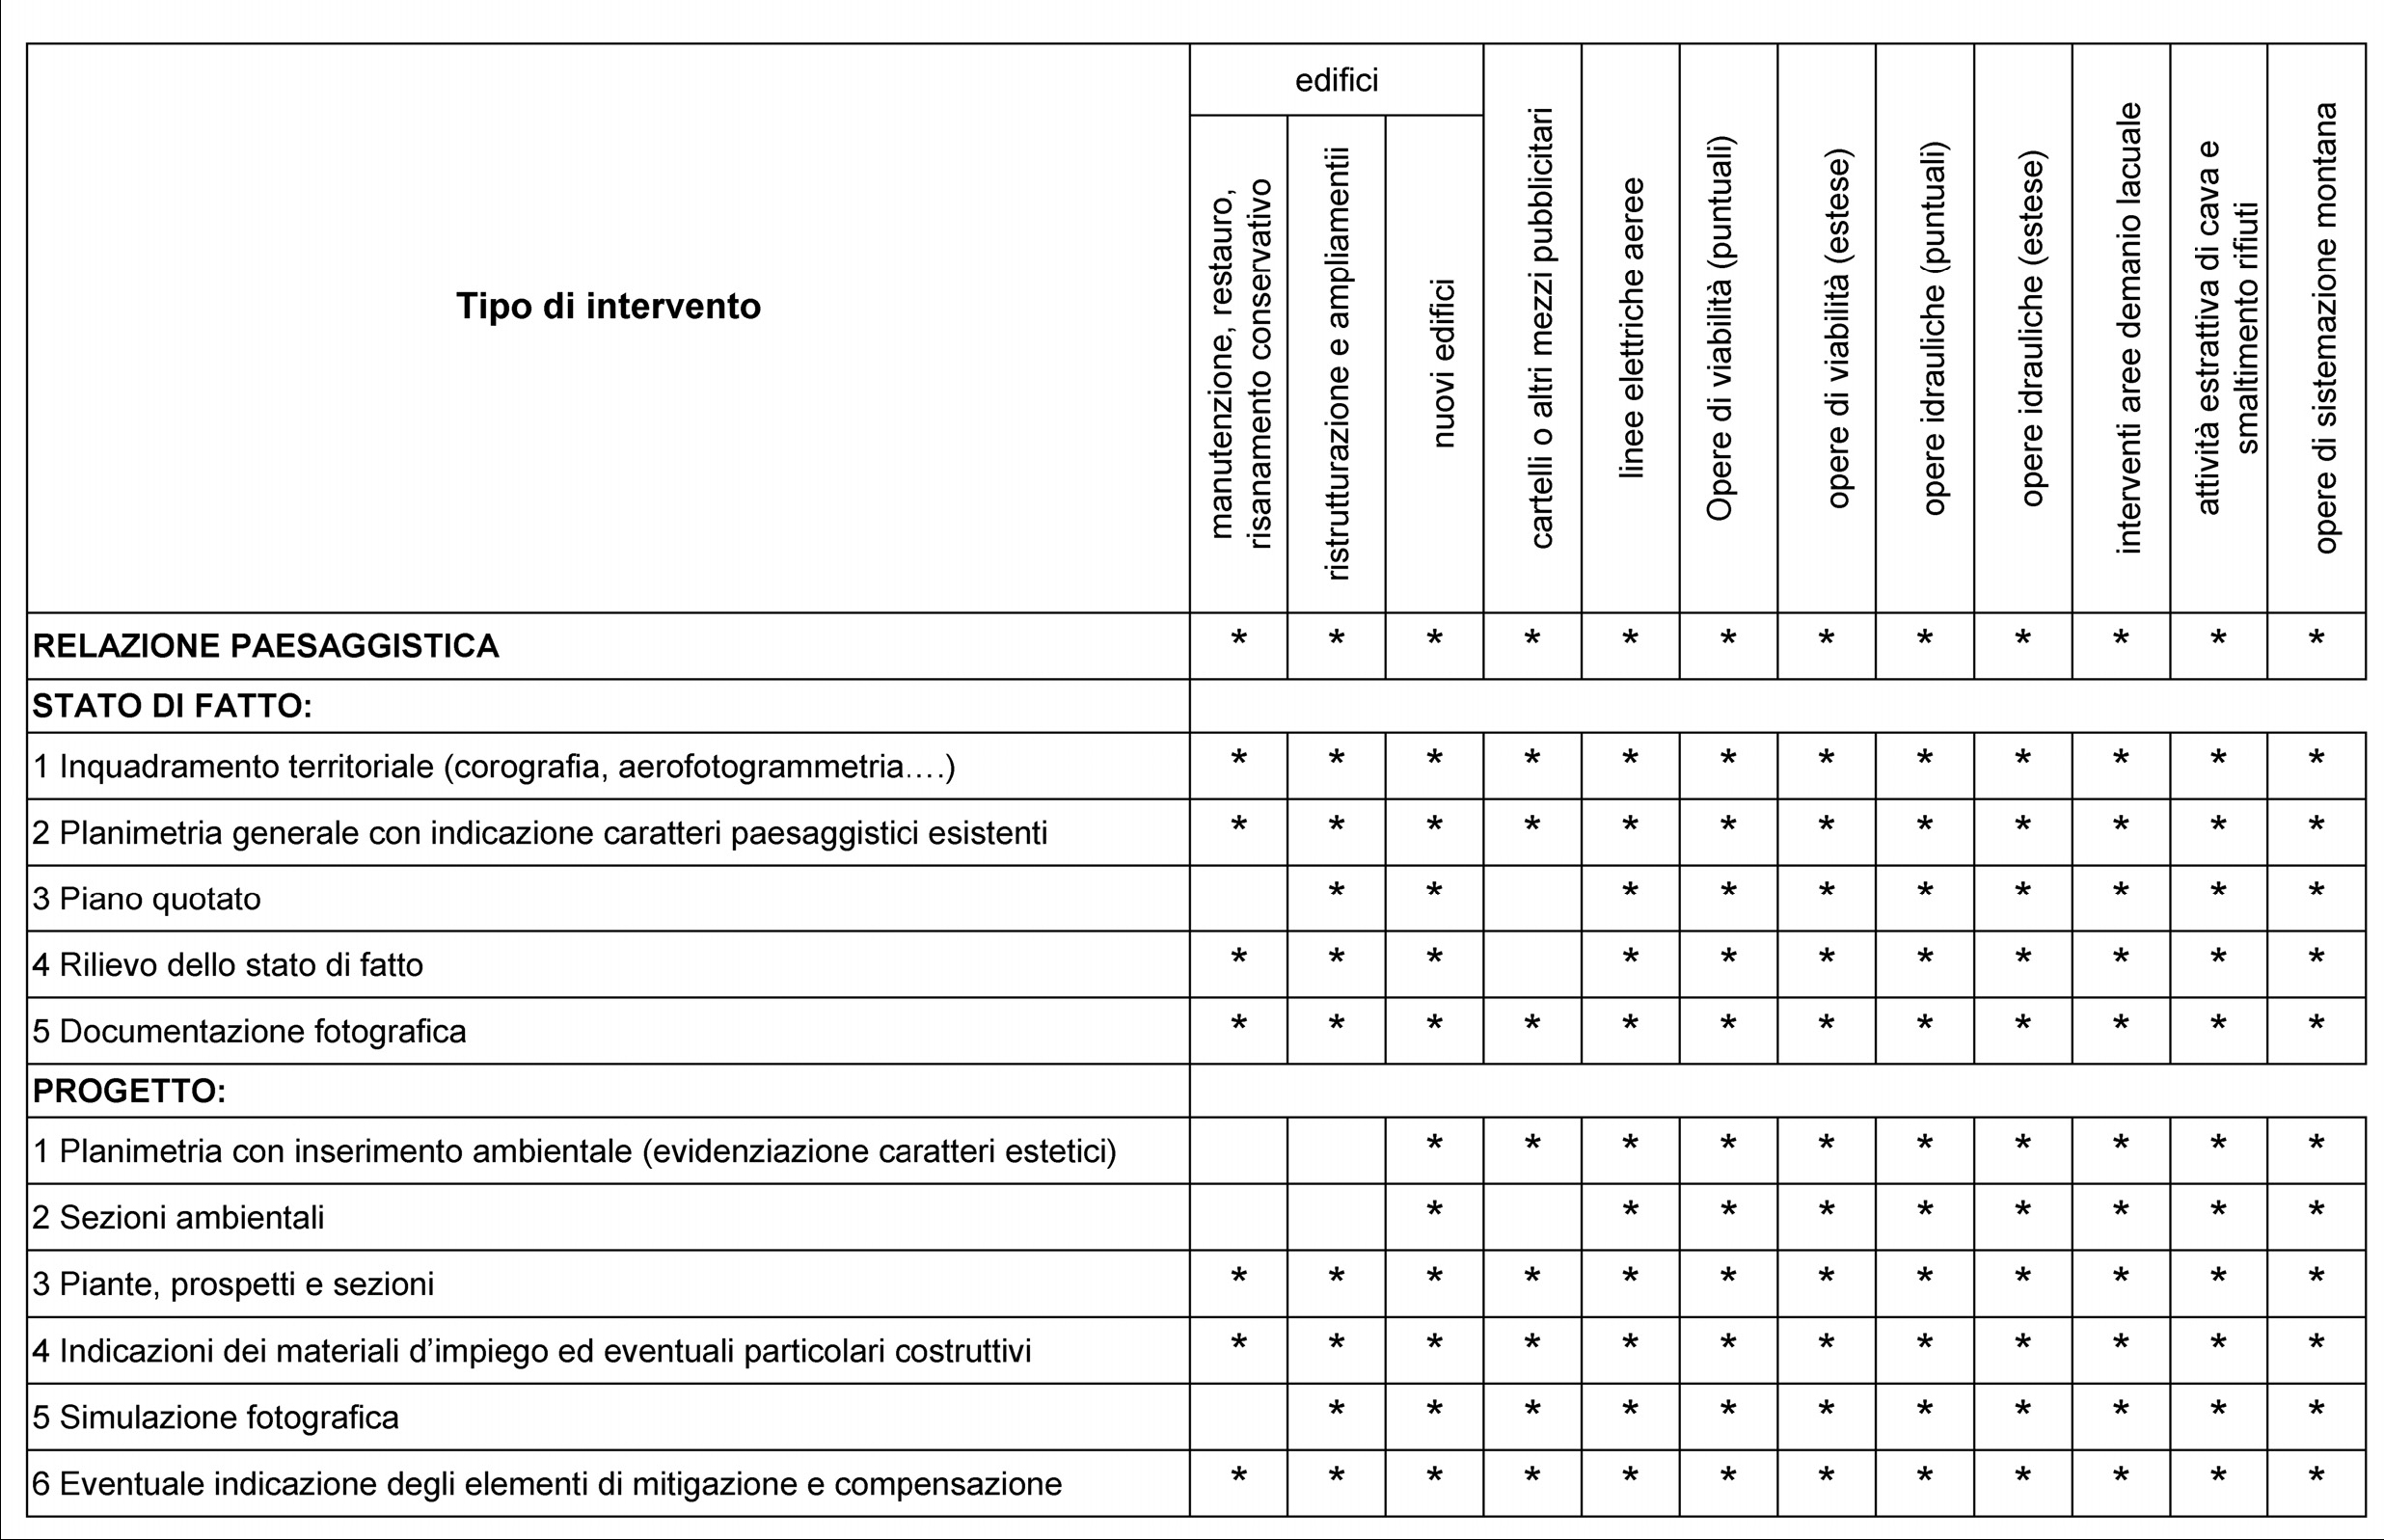 edifici
Tipo di intervento
manutenzione, restauro,
risanamento conservativo
ristrutturazione e ampliamentii
nuovi edifici
cartelli o altri mezzi pubblicitari
linee elettriche aeree
Opere di viabilità (puntuali)
opere di viabilità (estese)
opere idrauliche (puntuali)
opere idrauliche (estese)
interventi aree demanio lacuale
attività estrattiva di cava e
smaltimento rifiuti
opere di sistemazione montana
RELAZIONE PAESAGGISTICA * * * * * * * * * * * *
STATO DI FATTO:
1 Inquadramento territoriale (corografia, aerofotogrammetria….) * * * * * * * * * * * *
2 Planimetria generale con indicazione caratteri paesaggistici esistenti * * * * * * * * * * * *
3 Piano quotato * * * * * * * * * *
4 Rilievo dello stato di fatto * * * * * * * * * * *
5 Documentazione fotografica * * * * * * * * * * * *
PROGETTO:
1 Planimetria con inserimento ambientale (evidenziazione caratteri estetici) * * * * * * * * * *
2 Sezioni ambientali * * * * * * * * *
3 Piante, prospetti e sezioni * * * * * * * * * * * *
4 Indicazioni dei materiali d’impiego ed eventuali particolari costruttivi * * * * * * * * * * * *
5 Simulazione fotografica * * * * * * * * * * *
6 Eventuale indicazione degli elementi di mitigazione e compensazione * * * * * * * * * * * *